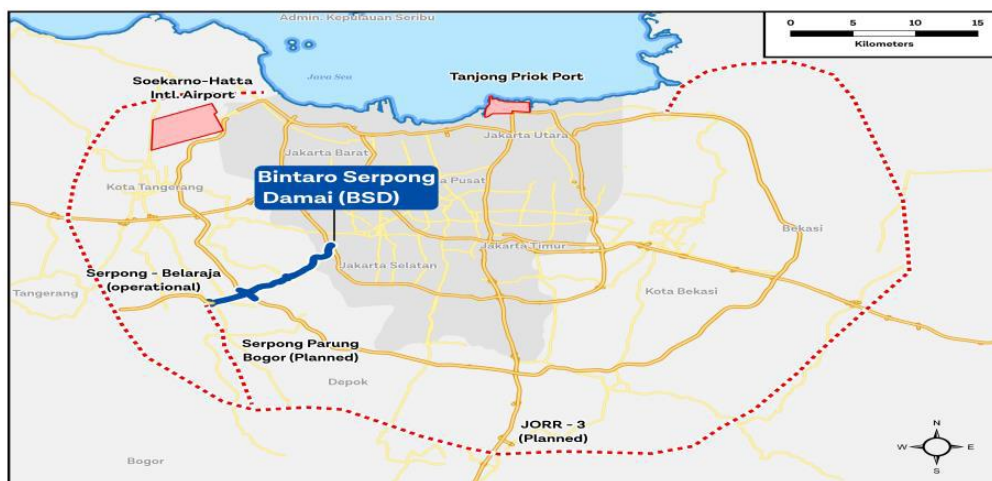 Admin. Kepulauan Seribu
0 5 10 15
Kilometers
Java Sea
Soekarno-Hatta
Intl. Airport
Tanjong Priok Port
Jakarta Utara
Jakarta Barat
Kota Tangerang
Pusat
Bintaro Serpong
Damai (BSD)
Bekasi
Jakarta Timur
Jakarta Selatan
Serpong - Belaraja
(operational)
Tangerang
Kota Bekasi
Serpong Parung
Bogor (Planned)
Depok
JORR - 3
(Planned)
Bogor
N
W E
S